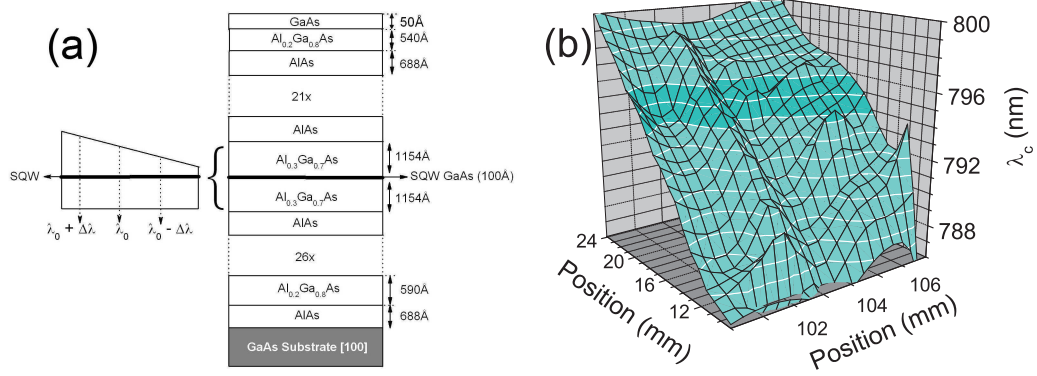 (a)
GaAs
50Å
Al0.2Ga0.8As
540Å
AlAs
688Å
21x
AlAs
Al0.3Ga0.7As
1154Å
SQW
SQW GaAs (100Å)
Al0.3Ga0.7As
1154Å
λ0 + Δλ
λ0
λ0 - Δλ
AlAs
26x
Al0.2Ga0.8As
590Å
AlAs
688Å
GaAs Substrate [100]
(b)
800
796
792
788
λc (nm)
24
20
16
12
Position (mm)
102
104
106
Position (mm)